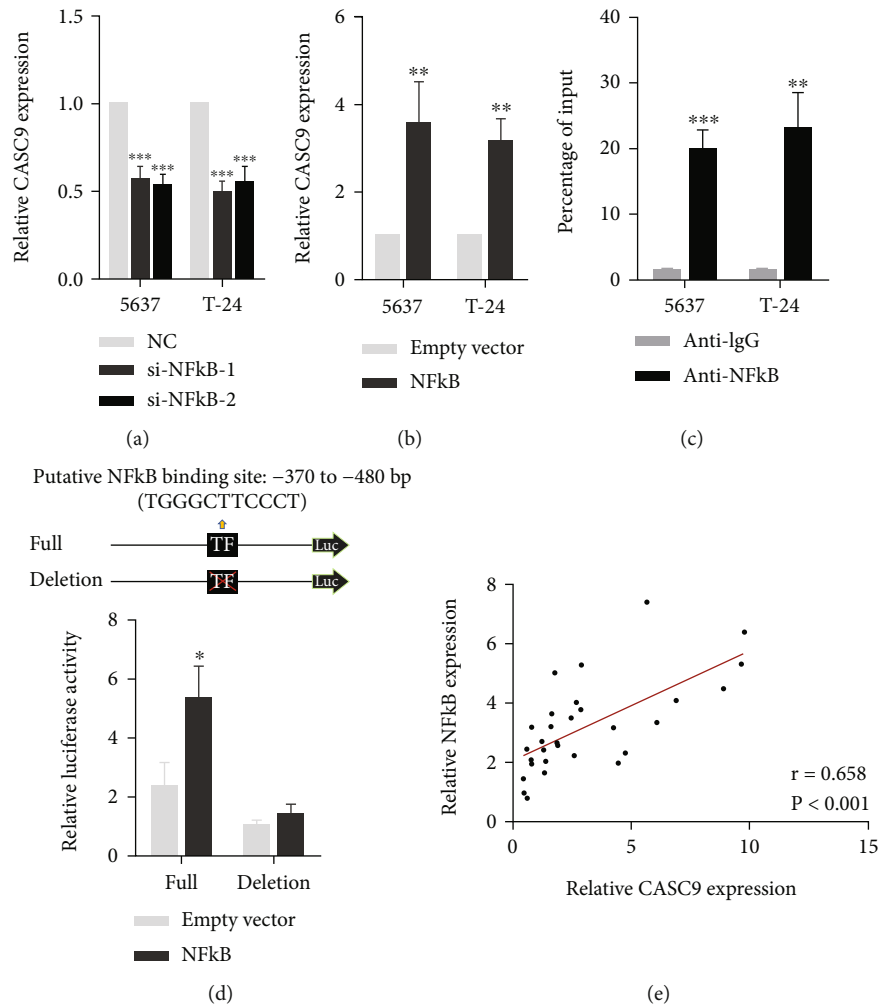 Relative CASC9 expression
1.5
1.0
0.5
0.0
***
***
***
***
5637
T-24
NC
si-NFkB-1
si-NFkB-2
(a)
Relative CASC9 expression
6
4
2
0
**
**
5637
T-24
Empty vector
NFkB
(b)
Percentage of input
40
30
20
10
0
***
**
5637
T-24
Anti-lgG
Anti-NFkB
(c)
Putative NFkB binding site: −370 to −480 bp
(TGGGCTTCCCT)
Full
TF
Luc
Deletion
TF
Luc
Relative luciferase activity
8
6
4
2
0
*
Full
Deletion
Empty vector
NFkB
(d)
Relative NFkB expression
8
6
4
2
0
r = 0.658
P < 0.001
0
5
10
15
Relative CASC9 expression
(e)